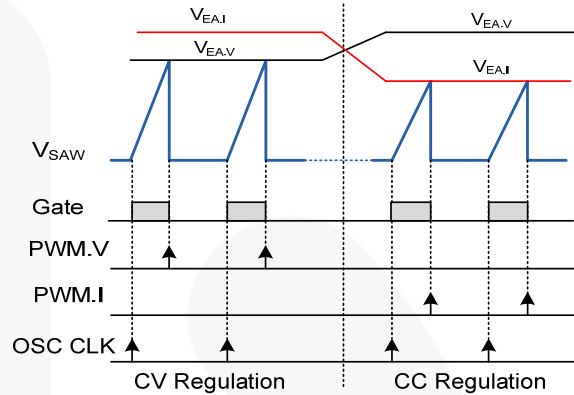 VEA.I
VEA.V
VEA.V
VEA.I
VSAW
Gate
PWM.V
PWM.I
OSC CLK
CV Regulation
CC Regulation